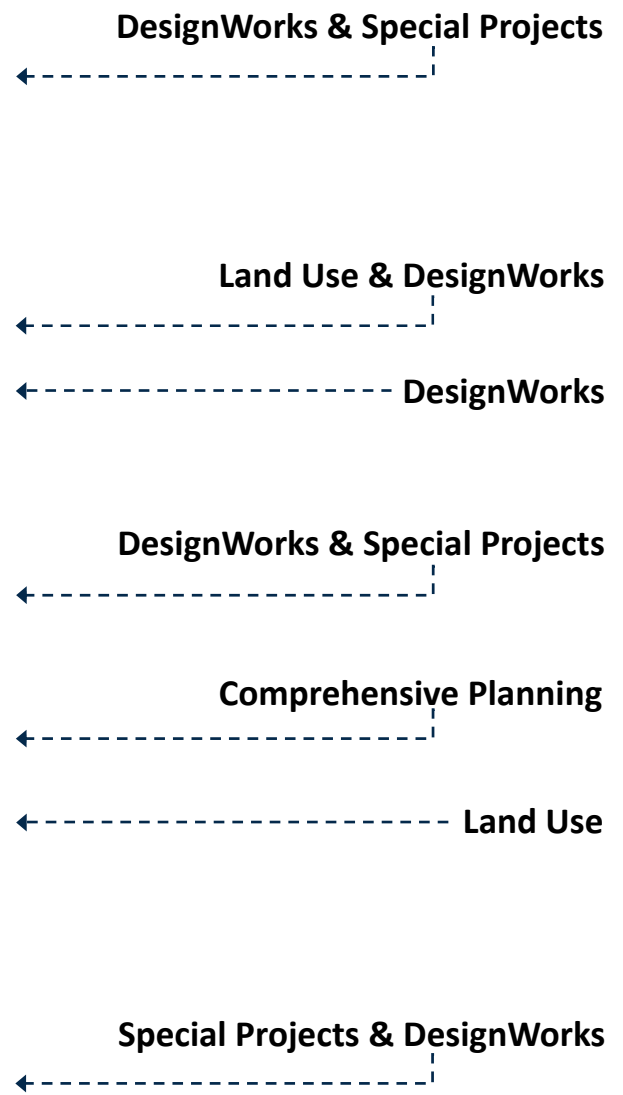 DesignWorks & Special Projects
Land Use & DesignWorks
DesignWorks
DesignWorks & Special Projects
Comprehensive Planning
Land Use
Special Projects & DesignWorks